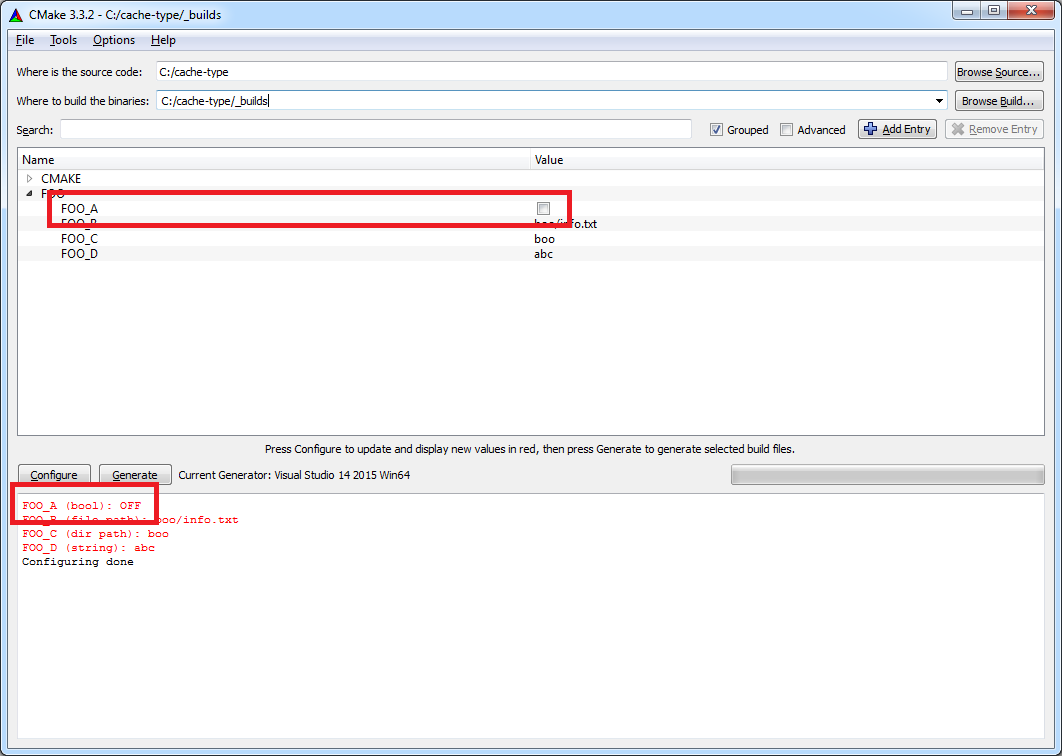 CMake 3.3.2 - C:/cache-type/_builds
File Tools Options Help
Where is the source code: C:/cache-type Browse Source...
Where to build the binaries: C:/cache-type/_builds Browse Build...
Search: Grouped Advanced Add Entry Remove Entry
Name Value
CMAKE
FOO
FOO_A
FOO_B boo/info.txt
FOO_C boo
FOO_D abc
Press Configure to update and display new values in red, then press Generate to generate selected build files.
Configure Generate Current Generator: Visual Studio 14 2015 Win64
FOO_A (bool): OFF
FOO_B (file path): boo/info.txt
FOO_C (dir path): boo
FOO_D (string): abc
Configuring done